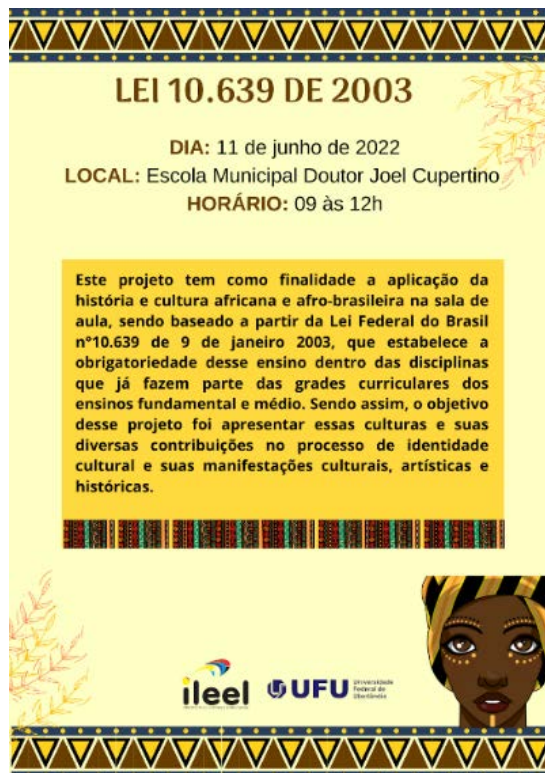 LEI 10.639 DE 2003
DIA: 11 de junho de 2022
LOCAL: Escola Municipal Doutor Joel Cupertino
HORÁRIO: 09 às 12h
Este projeto tem como finalidade a aplicação da
história e cultura africana e afro-brasileira na sala de
aula, sendo baseado a partir da Lei Federal do Brasil
n°10.639 de 9 de janeiro 2003, que estabelece a
obrigatoriedade desse ensino dentro das disciplinas
que já fazem parte das grades curriculares dos
ensinos fundamental e médio. Sendo assim, o objetivo
desse projeto foi apresentar essas culturas e suas
diversas contribuições no processo de identidade
cultural e suas manifestações culturais, artísticas e
históricas.
ileel
UFU
Universidade
Federal de
Uberlândia